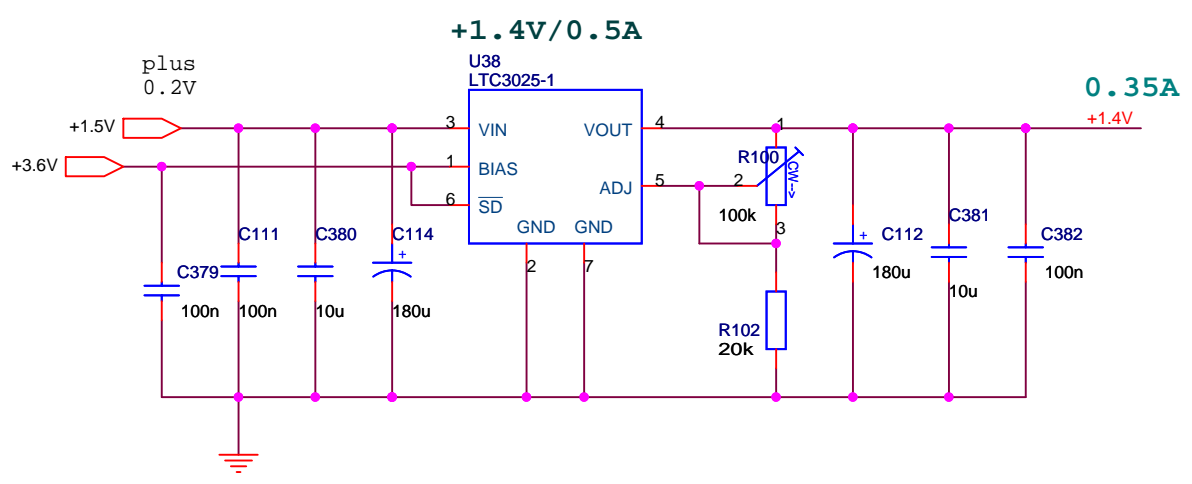 +1.4V/0.5A
U38
LTC3025-1
plus
0.2V
0.35A
+1.5V
3
VIN
VOUT
4
1
+1.4V
+3.6V
1
BIAS
R100
CW->
6
SD
ADJ
5
2
100k
GND
GND
3
C111
C380
C114
+
2
7
C112
+
C381
C382
C379
100n
100n
10u
180u
180u
10u
100n
R102
20k